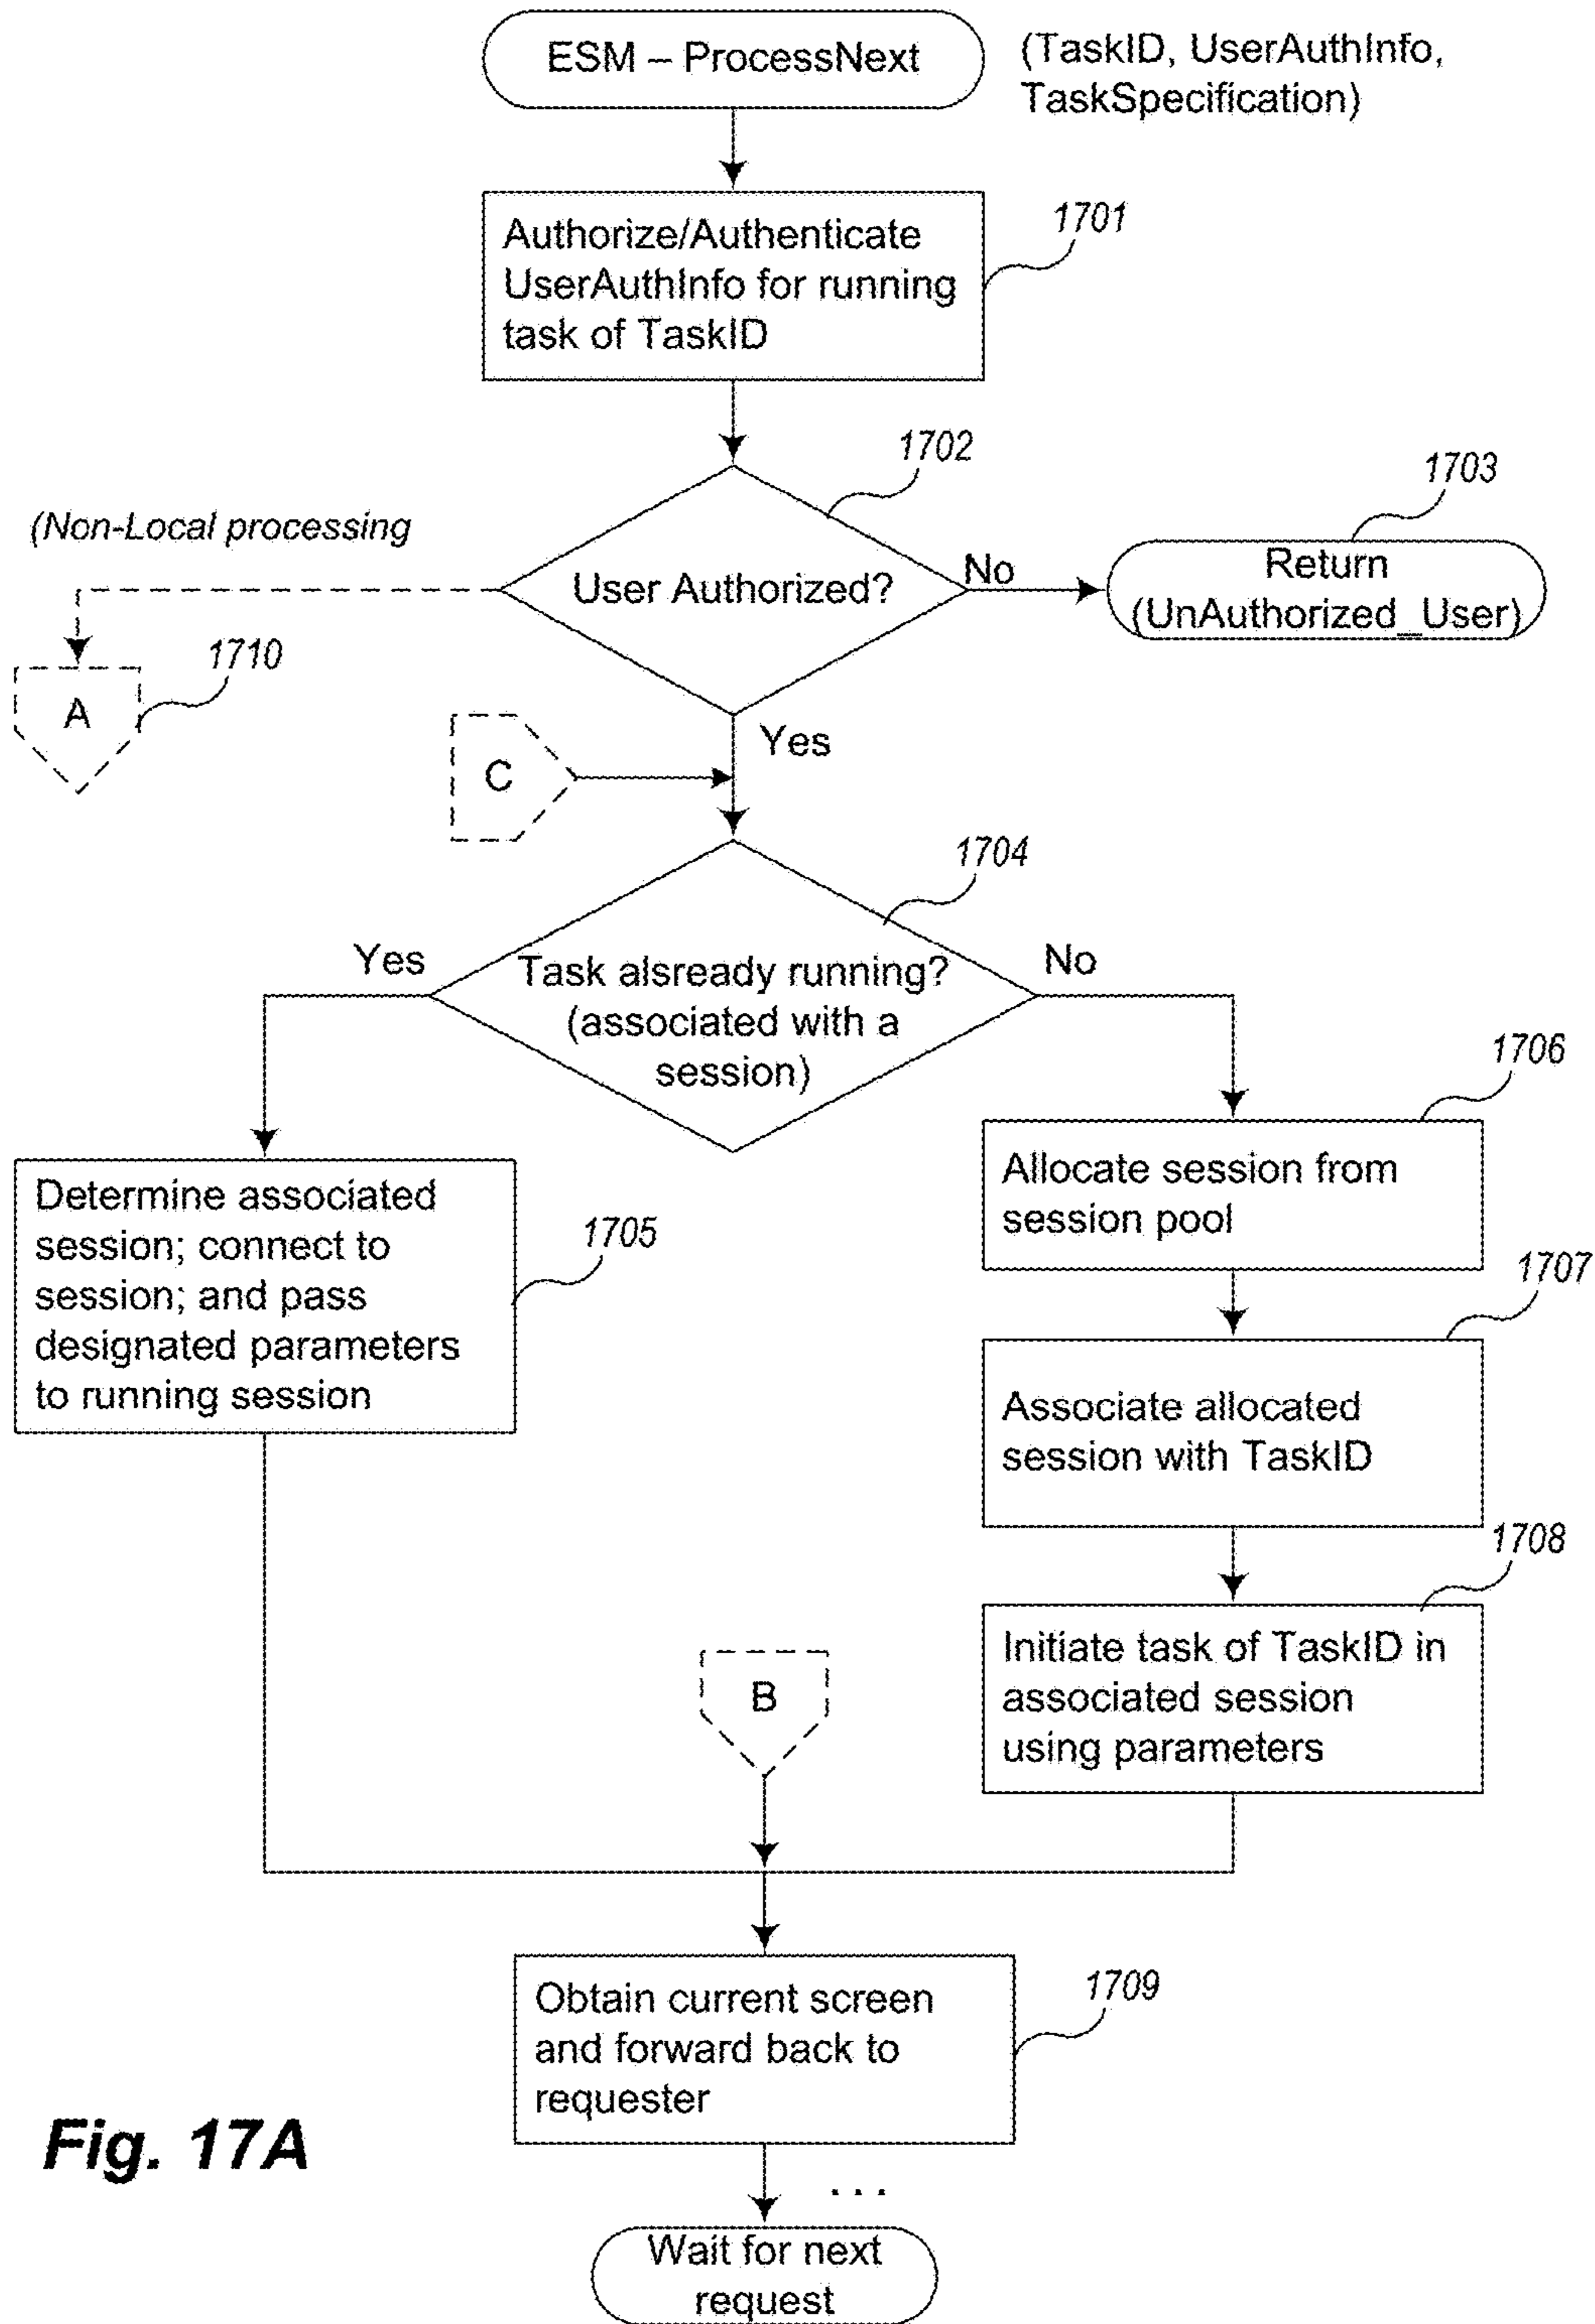 ESM – ProcessNext
(TaskID, UserAuthInfo,
TaskSpecification)
Authorize/Authenticate
UserAuthInfo for running
task of TaskID
1701
1702
(Non-Local processing
User Authorized?
No
1703
Return
(UnAuthorized_User)
A
1710
Yes
C
1704
Yes
Task alsready running?
(associated with a
session)
No
1706
Allocate session from
session pool
Determine associated
session; connect to
session; and pass
designated parameters
to running session
1705
1707
Associate allocated
session with TaskID
1708
Initiate task of TaskID in
associated session
using parameters
B
Obtain current screen
and forward back to
requester
1709
Fig. 17A
. . .
Wait for next
request